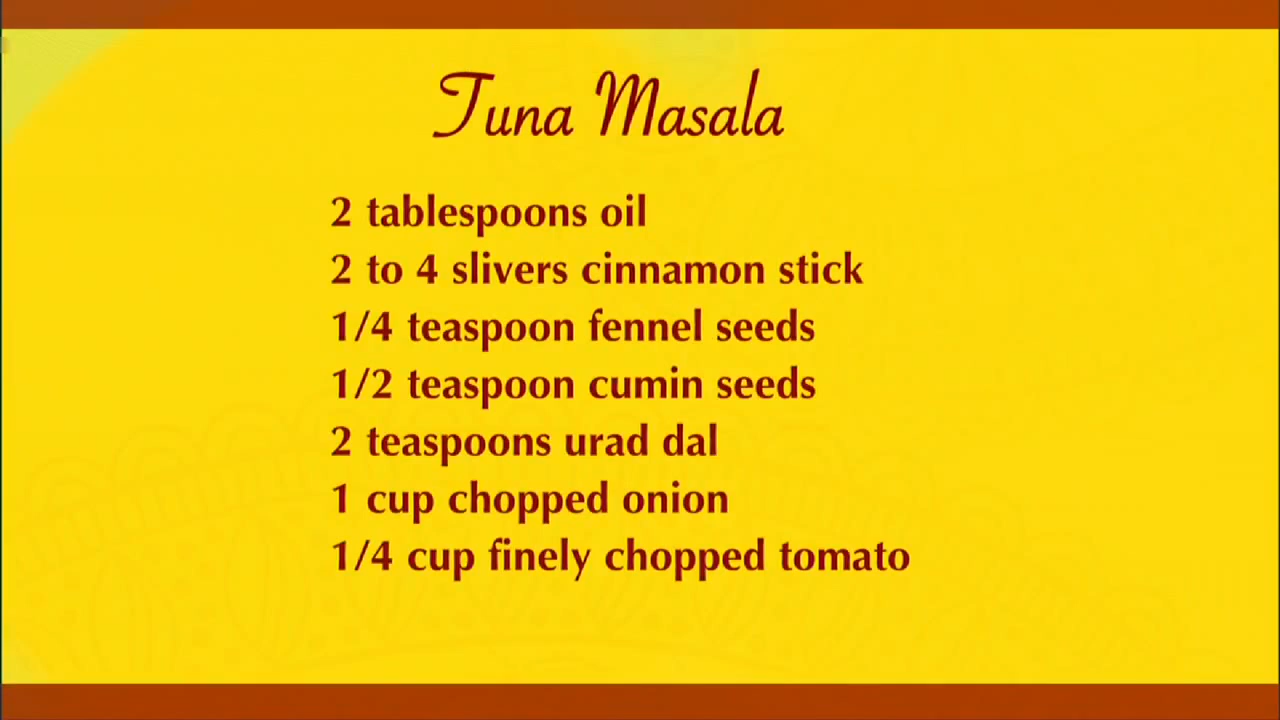 Tuna Masala
2 tablespoons oil
2 to 4 slivers cinnamon stick
1/4 teaspoon fennel seeds
1/2 teaspoon cumin seeds
2 teaspoons urad dal
1 cup chopped onion
1/4 cup finely chopped tomato